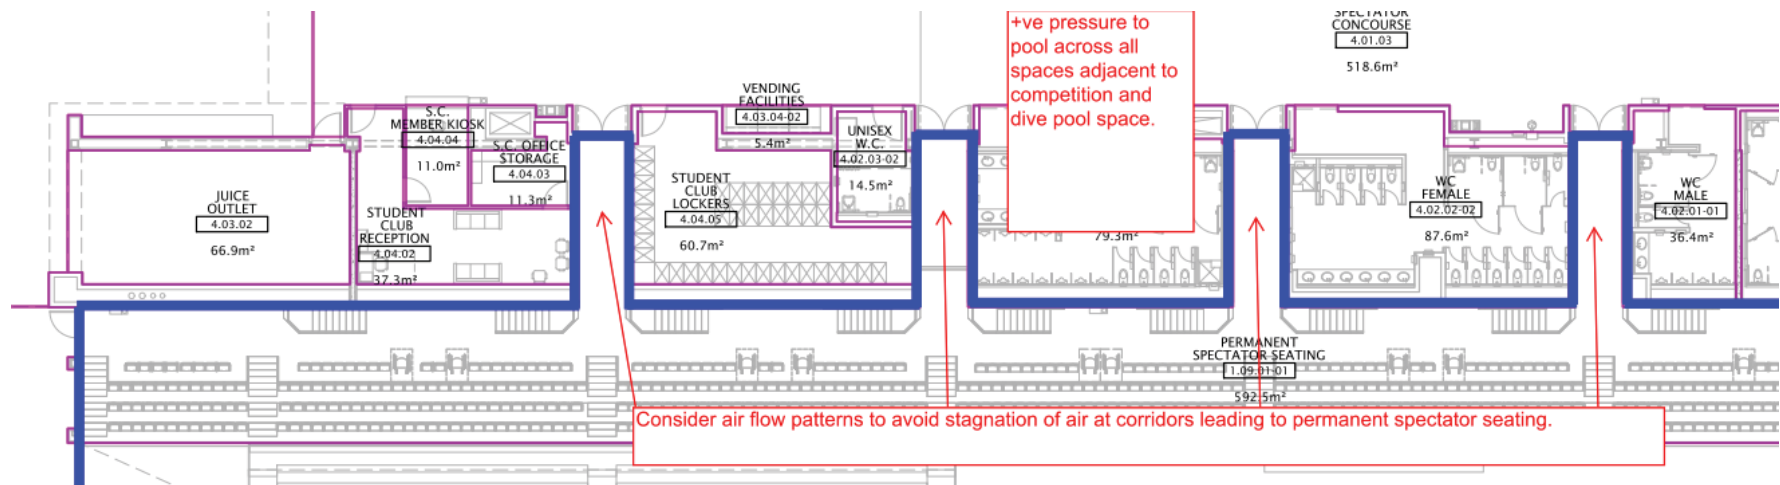 +ve pressure to
pool across all
spaces adjacent to
competition and
dive pool space.
SPECTATOR
CONCOURSE
4.01.03
518.6m²
VENDING
FACILITIES
4.03.04-02
5.4m²
S.C.
MEMBER KIOSK
4.04.04
11.0m²
S.C. OFFICE
STORAGE
4.04.03
11.3m²
UNISEX
W.C.
4.02.03-02
14.5m²
JUICE
OUTLET
4.03.02
66.9m²
STUDENT
CLUB
RECEPTION
4.04.02
37.3m²
STUDENT
CLUB
LOCKERS
4.04.05
60.7m²
79.3m²
WC
FEMALE
4.02.02-02
87.6m²
WC
MALE
4.02.01-01
36.4m²
PERMANENT
SPECTATOR SEATING
1.09.01-01
592.5m²
Consider air flow patterns to avoid stagnation of air at corridors leading to permanent spectator seating.